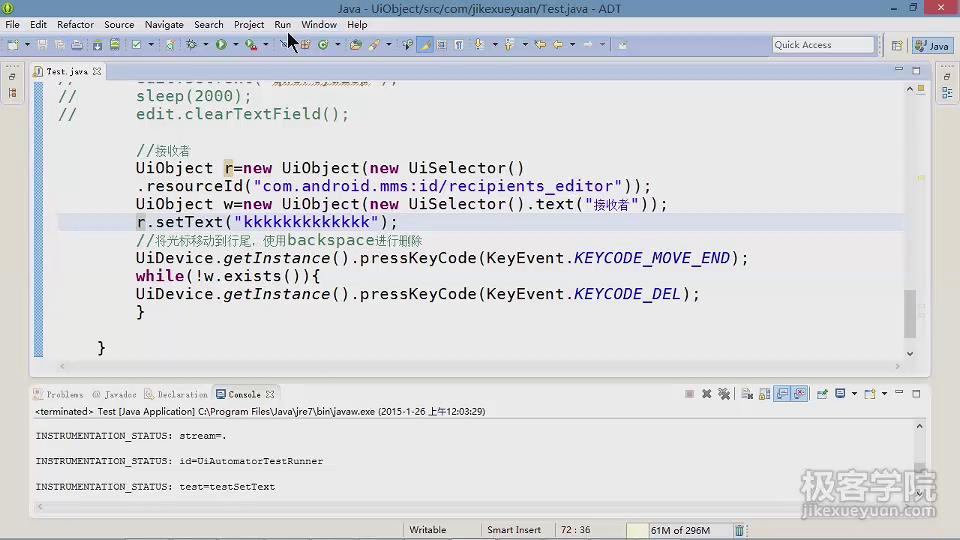 Java - UiObject/src/com/jikexueyuan/Test.java - ADT
File Edit Refactor Source Navigate Search Project Run Window Help
Quick Access
Java
Test.java
// sleep(2000);
// edit.clearTextField();
//接收者
UiObject r=new UiObject(new UiSelector()
.resourceId("com.android.mms:id/recipients_editor"));
UiObject w=new UiObject(new UiSelector().text("接收者"));
r.setText("kkkkkkkkkkkkk");
//将光标移动到行尾，使用backspace进行删除
UiDevice.getInstance().pressKeyCode(KeyEvent.KEYCODE_MOVE_END);
while(!w.exists()){
UiDevice.getInstance().pressKeyCode(KeyEvent.KEYCODE_DEL);
}
}
Problems @ Javadoc Declaration Console
<terminated> Test [Java Application] C:\Program Files\Java\jre7\bin\javaw.exe (2015-1-26 上午12:03:29)
INSTRUMENTATION_STATUS: stream=.
INSTRUMENTATION_STATUS: id=UiAutomatorTestRunner
INSTRUMENTATION_STATUS: test=testSetText
极客学院
jikexueyuan.com
Writable Smart Insert 72 : 36 61M of 296M